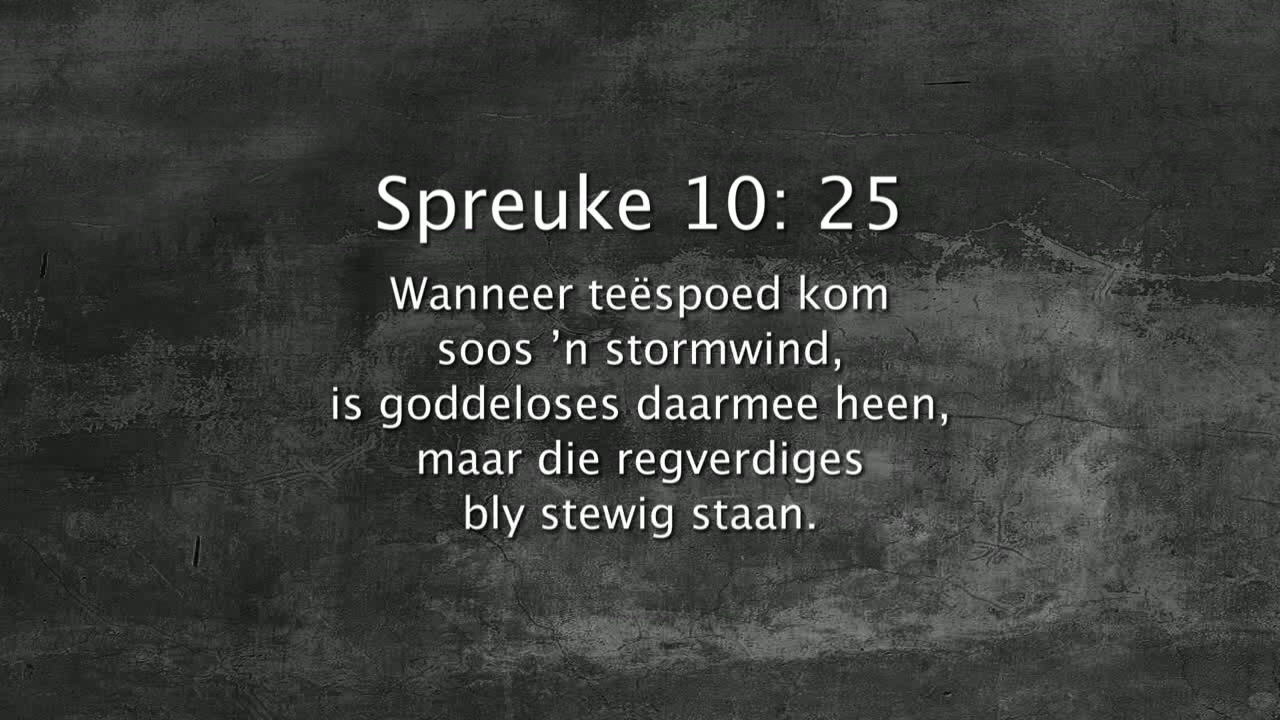 Spreuke 10: 25
Wanneer teëspoed kom
soos ’n stormwind,
is goddeloses daarmee heen,
maar die regverdiges
bly stewig staan.